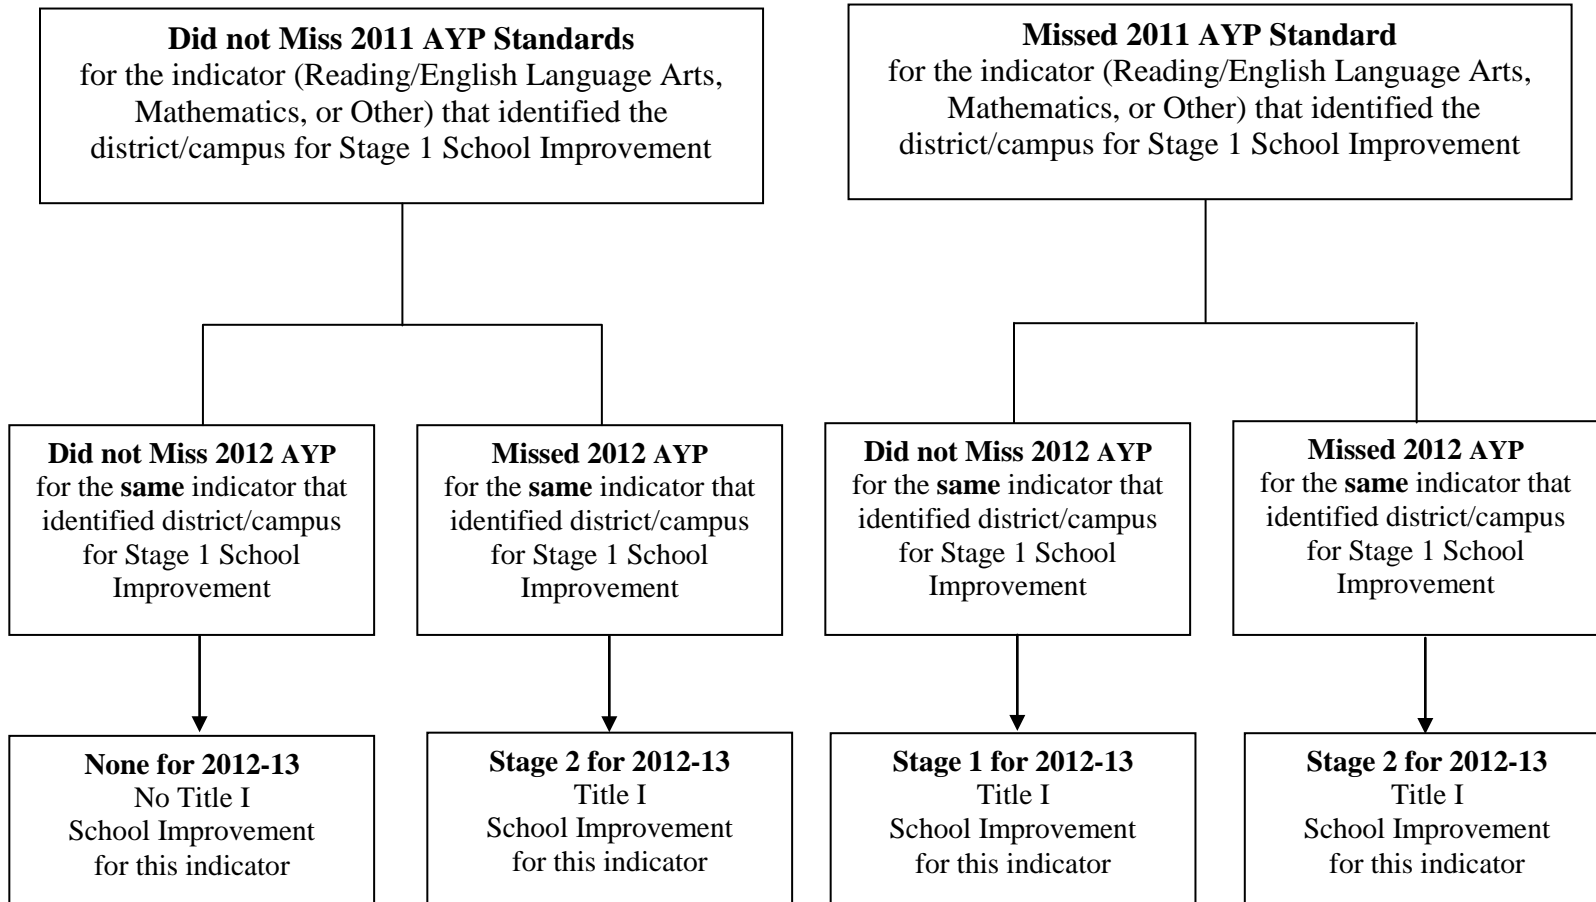 Did not Miss 2011 AYP Standards
for the indicator (Reading/English Language Arts,
Mathematics, or Other) that identified the
district/campus for Stage 1 School Improvement
Missed 2011 AYP Standard
for the indicator (Reading/English Language Arts,
Mathematics, or Other) that identified the
district/campus for Stage 1 School Improvement
Did not Miss 2012 AYP
for the same indicator that
identified district/campus
for Stage 1 School
Improvement
Missed 2012 AYP
for the same indicator that
identified district/campus
for Stage 1 School
Improvement
Did not Miss 2012 AYP
for the same indicator that
identified district/campus
for Stage 1 School
Improvement
Missed 2012 AYP
for the same indicator that
identified district/campus
for Stage 1 School
Improvement
None for 2012-13
No Title I
School Improvement
for this indicator
Stage 2 for 2012-13
Title I
School Improvement
for this indicator
Stage 1 for 2012-13
Title I
School Improvement
for this indicator
Stage 2 for 2012-13
Title I
School Improvement
for this indicator